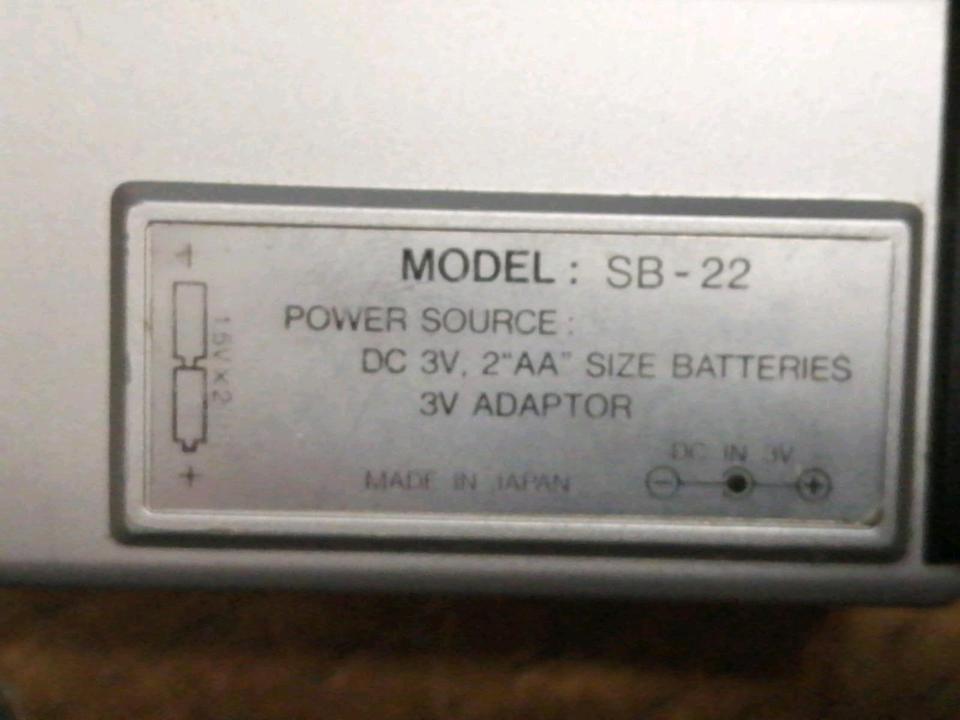 MODEL: SB-22
POWER SOURCE:
DC 3V, 2"AA" SIZE BATTERIES
3V ADAPTOR
DC IN 3V
MADE IN JAPAN
- +
1.5V X 2
+